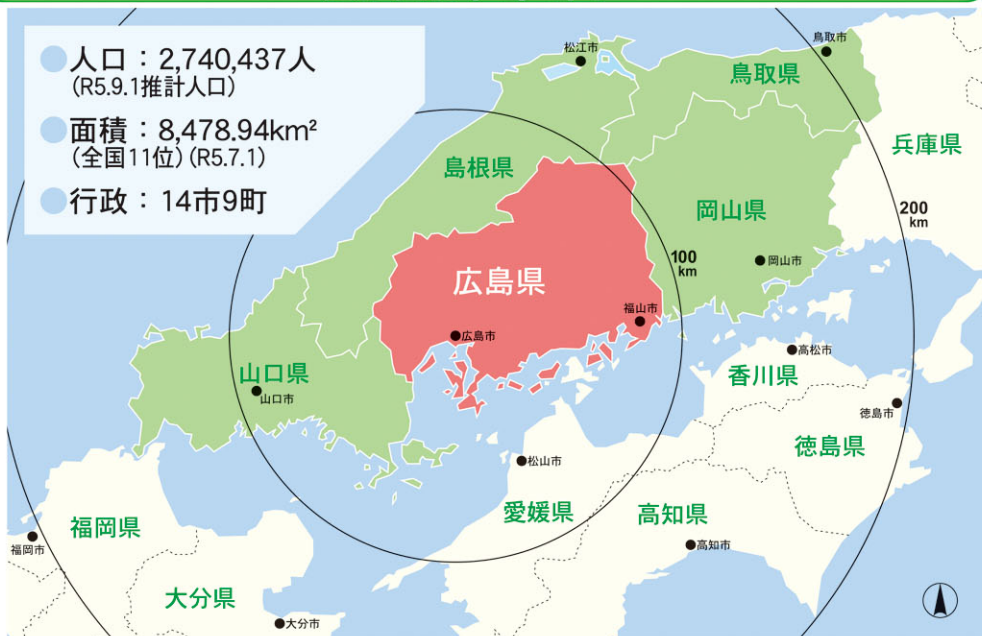 人口：2,740,437人
(R5.9.1推計人口)
面積：8,478.94km²
(全国11位)(R5.7.1)
行政：14市9町
松江市
鳥取市
鳥取県
兵庫県
島根県
岡山県
200
km
100
km
岡山市
広島県
福山市
広島市
高松市
香川県
山口県
山口市
徳島市
徳島県
松山市
愛媛県
高知県
福岡県
福岡市
高知市
大分県
大分市